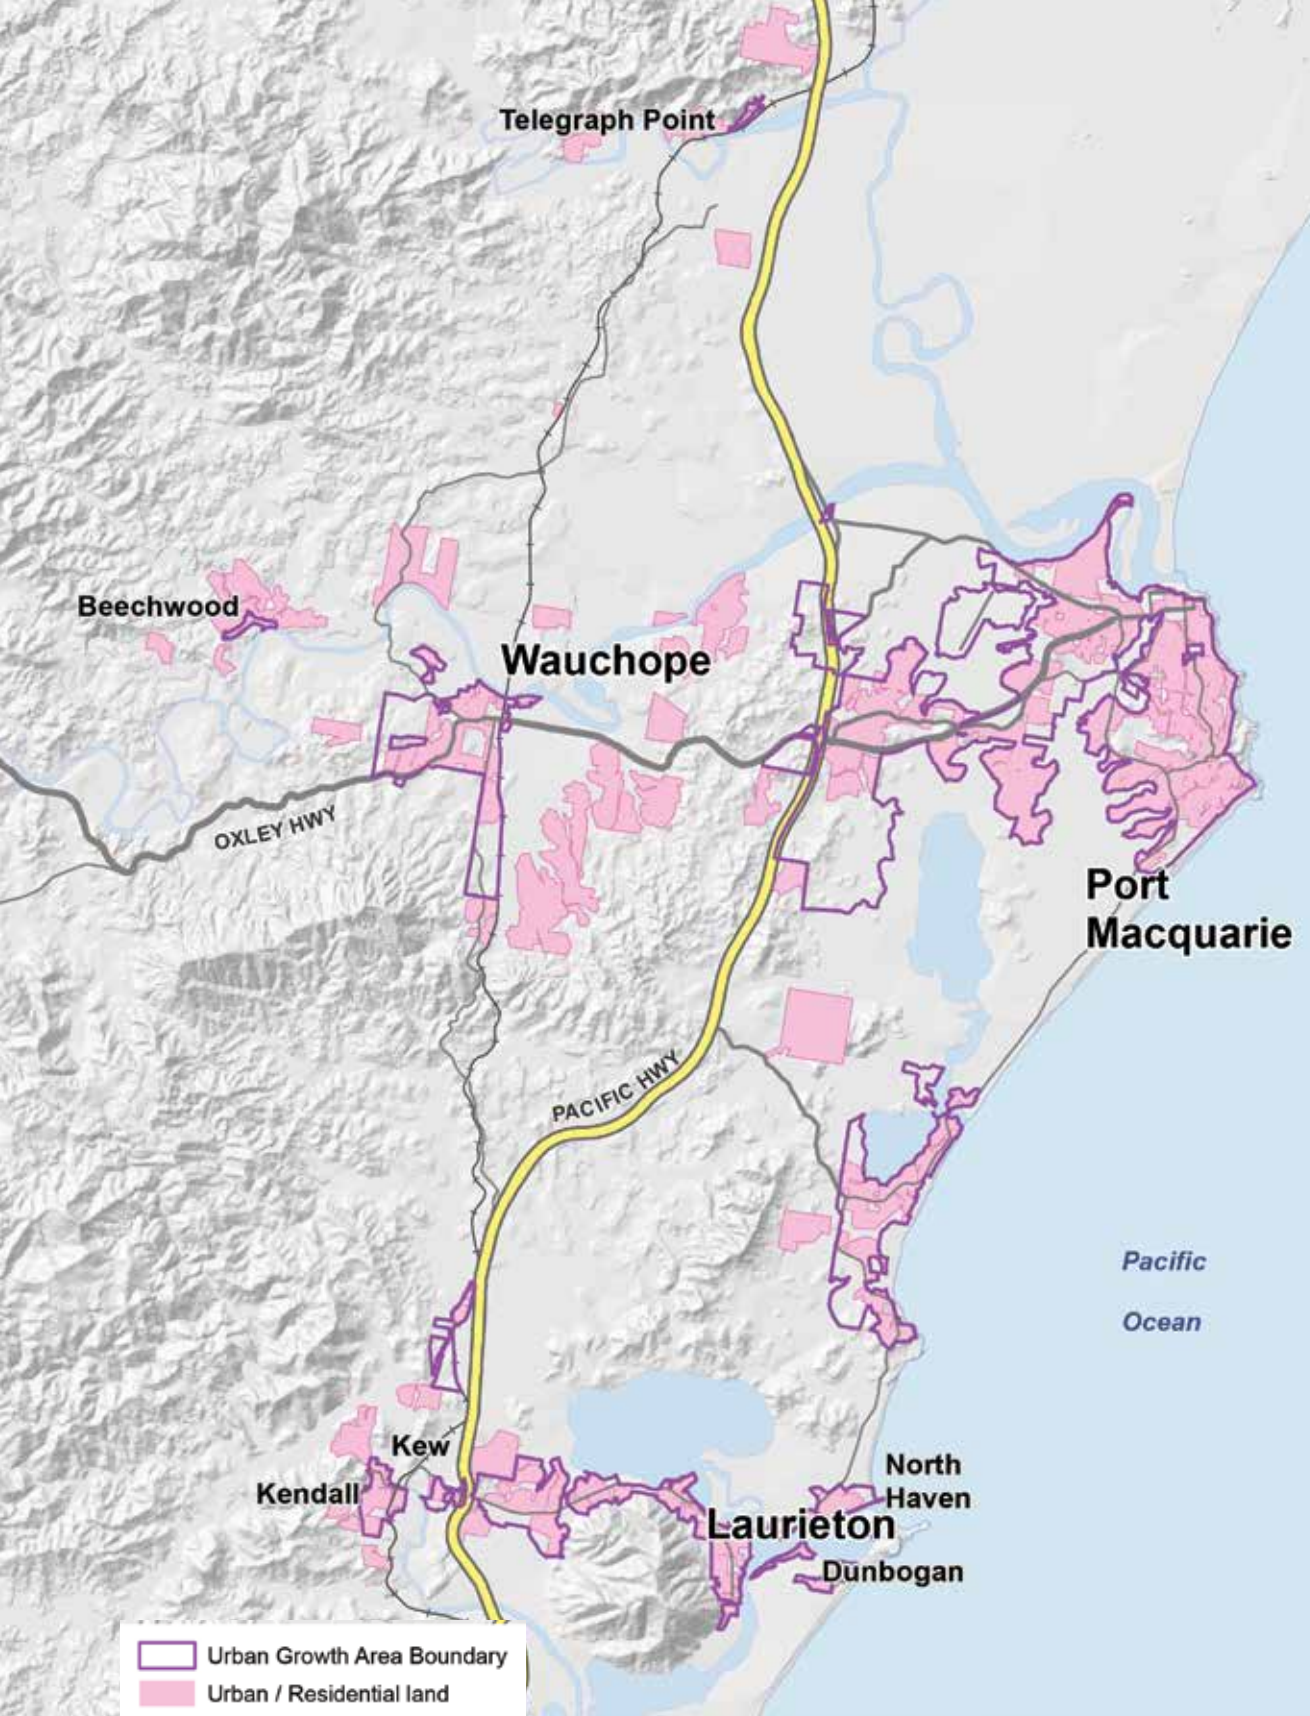 Telegraph Point
Beechwood
Wauchope
OXLEY HWY
Port
Macquarie
PACIFIC HWY
Pacific
Ocean
Kew
Kendall
North
Haven
Laurieton
Dunbogan
Urban Growth Area Boundary
Urban / Residential land